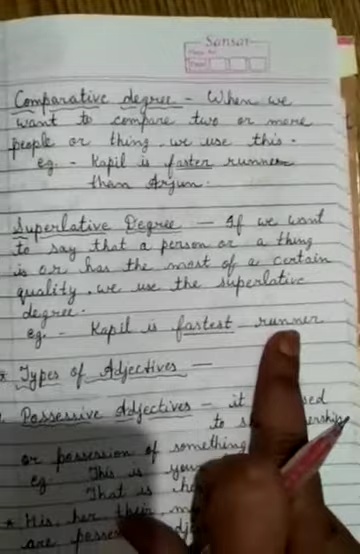 Sansar
Comparative degree - When we
want to compare two or more
people or thing, we use this.
eg. - Kapil is faster runner
than Arjun.
Superlative Degree - If we want
to say that a person or a thing
is or has the most of a certain
quality, we use the superlative
degree.
eg. - Kapil is fastest runner
Types of Adjectives -
Possessive Adjectives - it
to
or possession of something
eg. This is
That is
* His, her their,
are